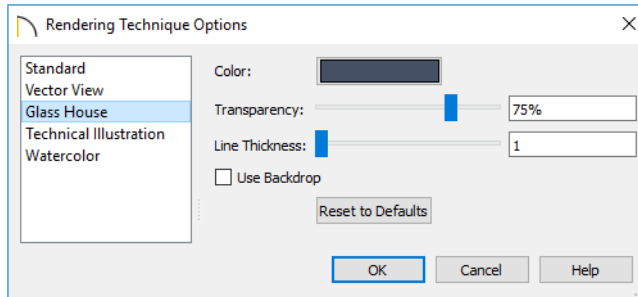 Rendering Technique Options
Standard
Vector View
Glass House
Technical Illustration
Watercolor
Color:
Transparency: 75%
Line Thickness: 1
Use Backdrop
Reset to Defaults
OK Cancel Help